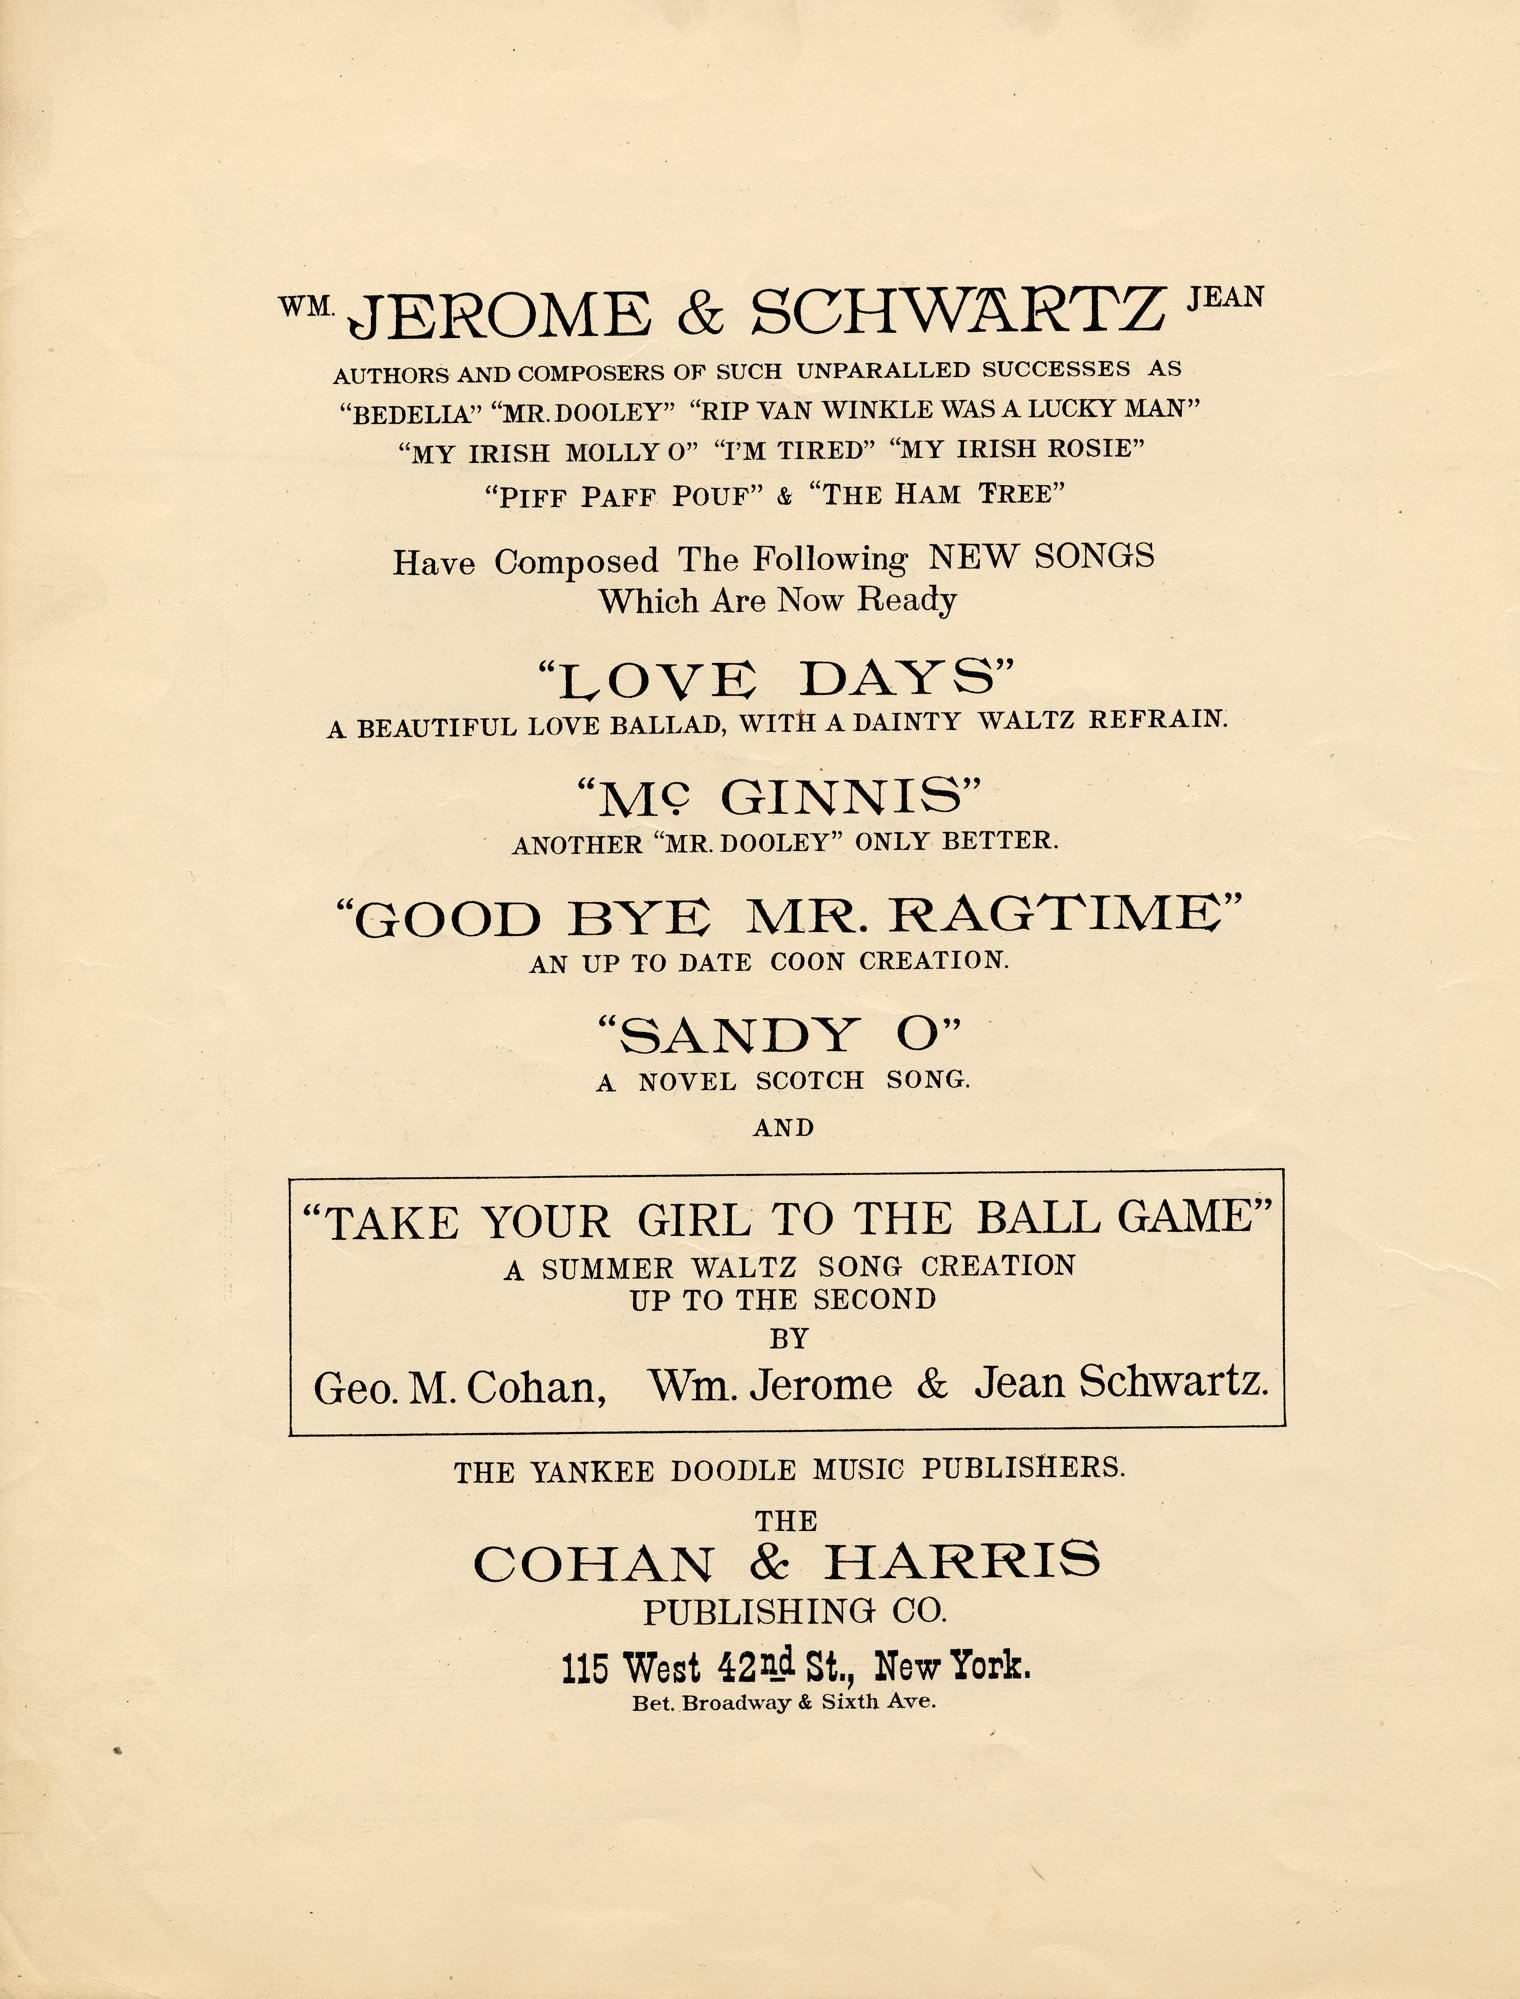 WM. JEROME & SCHWARTZ JEAN
AUTHORS AND COMPOSERS OF SUCH UNPARALLED SUCCESSES AS
“BEDELIA” “MR. DOOLEY” “RIP VAN WINKLE WAS A LUCKY MAN”
“MY IRISH MOLLY O” “I’M TIRED” “MY IRISH ROSIE”
“PIFF PAFF POUF” & “THE HAM TREE”
Have Composed The Following NEW SONGS
Which Are Now Ready
“LOVE DAYS”
A BEAUTIFUL LOVE BALLAD, WITH A DAINTY WALTZ REFRAIN.
“Mc GINNIS”
ANOTHER “MR. DOOLEY” ONLY BETTER.
“GOOD BYE MR. RAGTIME”
AN UP TO DATE COON CREATION.
“SANDY O”
A NOVEL SCOTCH SONG.
AND
“TAKE YOUR GIRL TO THE BALL GAME”
A SUMMER WALTZ SONG CREATION
UP TO THE SECOND
BY
Geo. M. Cohan, Wm. Jerome & Jean Schwartz.
THE YANKEE DOODLE MUSIC PUBLISHERS.
THE
COHAN & HARRIS
PUBLISHING CO.
115 West 42nd St., New York.
Bet. Broadway & Sixth Ave.